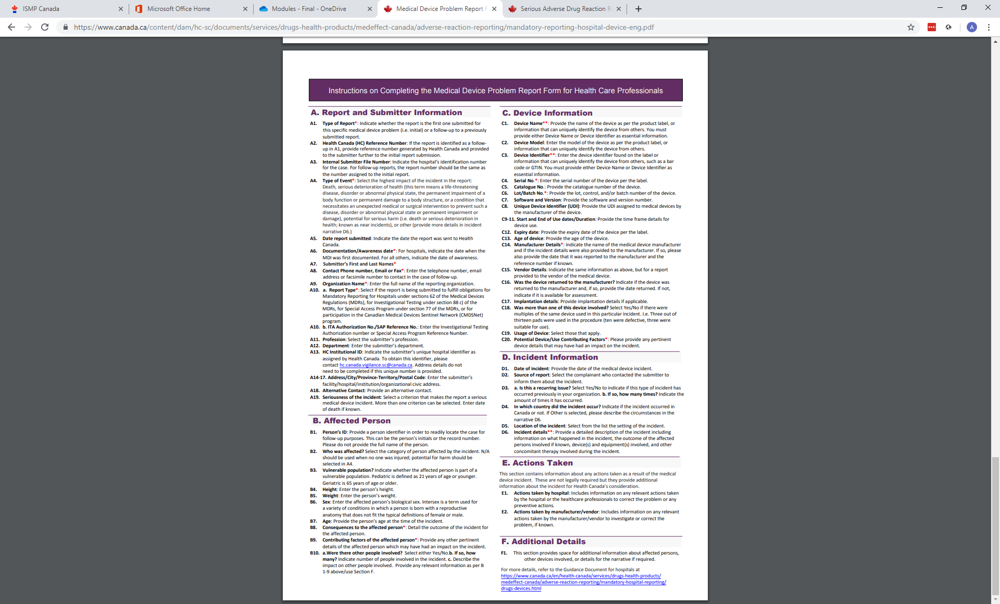 ISMP Canada
Microsoft Office Home
Modules - Final - OneDrive
Medical Device Problem Report F
Serious Adverse Drug Reaction R
https://www.canada.ca/content/dam/hc-sc/documents/services/drugs-health-products/medeffect-canada/adverse-reaction-reporting/mandatory-reporting-hospital-device-eng.pdf
A
Instructions on Completing the Medical Device Problem Report Form for Health Care Professionals
A. Report and Submitter Information
A1. Type of Report*: Indicate whether the report is the first one submitted for
this specific medical device problem (i.e. initial) or a follow-up to a previously
submitted report.
A2. Health Canada (HC) Reference Number: If the report is identified as a follow-
up in A1, provide reference number generated by Health Canada and provided
to the submitter further to the initial report submission.
A3. Internal Submitter File Number: Indicate the hospital's identification number
for the case. For follow-up reports, the report number should be the same as
the number assigned to the initial report.
A4. Type of Event*: Select the highest impact of the incident in the report:
Death, serious deterioration of health (this term means a life-threatening
disease, disorder or abnormal physical state, the permanent impairment of a
body function or permanent damage to a body structure, or a condition that
necessitates an unexpected medical or surgical intervention to prevent such a
disease, disorder or abnormal physical state or permanent impairment or
damage), potential for serious harm (i.e. death or serious deterioration in
health; known as near incidents), or other (provide more details in incident
narrative D6.)
A5. Date report submitted: Indicate the date the report was sent to Health
Canada.
A6. Documentation/Awareness date*: For hospitals, indicate the date when the
MDI was first documented. For all others, indicate the date of awareness.
A7. Submitter's First and Last Names*
A8. Contact Phone number, Email or Fax*: Enter the telephone number, email
address or facsimile number to contact in the case of follow-up.
A9. Organization Name*: Enter the full name of the reporting organization.
A10. a. Report Type*: Select if the report is being submitted to fulfill obligations for
Mandatory Reporting for Hospitals under sections 62 of the Medical Devices
Regulations (MDRs), for Investigational Testing under section 88 c) of the
MDRs, for Special Access Program under section 77 of the MDRs, or for
participation in the Canadian Medical Devices Sentinel Network (CMDSNet)
program.
A10. b. ITA Authorization No./SAP Reference No.: Enter the Investigational Testing
Authorization number or Special Access Program Reference Number.
A11. Profession: Select the submitter's profession.
A12. Department: Enter the submitter's department.
A13. HC Institutional ID: Indicate the submitter's unique hospital identifier as
assigned by Health Canada. To obtain this identifier, please
contact hc.canada.vigilance.sc@canada.ca. Address details do not
need to be completed if this unique number is provided.
A14-17. Address/City/Province-Territory/Postal Code: Enter the submitter's
facility/hospital/institution/organizational civic address.
A18. Alternative Contact: Provide an alternative contact.
A19. Seriousness of the incident: Select a criterion that makes the report a serious
medical device incident. More than one criterion can be selected. Enter date
of death if known.
B. Affected Person
B1. Person's ID: Provide a person identifier in order to readily locate the case for
follow-up purposes. This can be the person's initials or the record number.
Please do not provide the full name of the person.
B2. Who was affected? Select the category of person affected by the incident. N/A
should be used when no one was injured; potential for harm should be
selected in A4.
B3. Vulnerable population? Indicate whether the affected person is part of a
vulnerable population. Pediatric is defined as 21 years of age or younger.
Geriatric is 65 years of age or older.
B4. Height: Enter the person's height.
B5. Weight: Enter the person's weight.
B6. Sex: Enter the affected person's biological sex. Intersex is a term used for
a variety of conditions in which a person is born with a reproductive
anatomy that does not fit the typical definitions of female or male.
B7. Age: Provide the person's age at the time of the incident.
B8. Consequences to the affected person*: Detail the outcome of the incident for
the affected person.
B9. Contributing factors of the affected person*: Provide any other pertinent
details of the affected person which may have had an impact on the incident.
B10. a.Were there other people involved? Select either Yes/No.b. If so, how
many? Indicate number of people involved in the incident. c. Describe the
impact on other people involved. Provide any relevant information as per B
1-9 above/use Section F.
C. Device Information
C1. Device Name**: Provide the name of the device as per the product label, or
information that can uniquely identify the device from others. You must
provide either Device Name or Device Identifier as essential information.
C2. Device Model: Enter the model of the device as per the product label, or
information that can uniquely identify the device from others.
C3. Device Identifier**: Enter the device identifier found on the label or
information that can uniquely identify the device from others, such as a bar
code or GTIN. You must provide either Device Name or Device Identifier as
essential information.
C4. Serial No.*: Enter the serial number of the device per the label.
C5. Catalogue No.: Provide the catalogue number of the device.
C6. Lot/Batch No.*: Provide the lot, control, and/or batch number of the device.
C7. Software and Version: Provide the software and version number.
C8. Unique Device Identifier (UDI): Provide the UDI assigned to medical devices by
the manufacturer of the device.
C9-11. Start and End of Use dates/Duration: Provide the time frame details for
device use.
C12. Expiry date: Provide the expiry date of the device per the label.
C13. Age of device: Provide the age of the device.
C14. Manufacturer Details*: Indicate the name of the medical device manufacturer
and if the incident details were also provided to the manufacturer. If so, please
also provide the date that it was reported to the manufacturer and the
reference number if known.
C15. Vendor Details: Indicate the same information as above, but for a report
provided to the vendor of the medical device.
C16. Was the device returned to the manufacturer? Indicate if the device was
returned to the manufacturer and, if so, provide the date returned. If not,
indicate if it is available for assessment.
C17. Implantation details: Provide implantation details if applicable.
C18. Was more than one of this device involved? Select Yes/No if there were
multiples of the same device used in this particular incident. I.e. Three out of
thirteen pads were used in the procedure (ten were defective, three were
suitable for use).
C19. Usage of Device: Select those that apply.
C20. Potential Device/Use Contributing Factors*: Please provide any pertinent
device details that may have had an impact on the incident.
D. Incident Information
D1. Date of incident: Provide the date of the medical device incident.
D2. Source of report: Select the complainant who contacted the submitter to
inform them about the incident.
D3. a. Is this a recurring issue? Select Yes/No to indicate if this type of incident has
occurred previously in your organization. b. If so, how many times? Indicate the
amount of times it has occurred.
D4. In which country did the incident occur? Indicate if the incident occurred in
Canada or not. If Other is selected, please describe the circumstances in the
narrative D6.
D5. Location of the incident: Select from the list the setting of the incident.
D6. Incident details**: Provide a detailed description of the incident including
information on what happened in the incident, the outcome of the affected
persons involved if known, device(s) and equipment(s) involved, and other
concomitant therapy involved during the incident.
E. Actions Taken
This section contains information about any actions taken as a result of the medical
device incident. These are not legally required but they provide additional
information about the incident for Health Canada's consideration.
E1. Actions taken by hospital: Includes information on any relevant actions taken
by the hospital or the healthcare professionals to correct the problem or any
preventive actions.
E2. Actions taken by manufacturer/vendor: Includes information on any relevant
actions taken by the manufacturer/vendor to investigate or correct the
problem, if known.
F. Additional Details
F1. This section provides space for additional information about affected persons,
other devices involved, or details for the narrative if required.
For more details, refer to the Guidance Document for hospitals at
https://www.canada.ca/en/health-canada/services/drugs-health-products/
medeffect-canada/adverse-reaction-reporting/mandatory-hospital-reporting/
drugs-devices.html